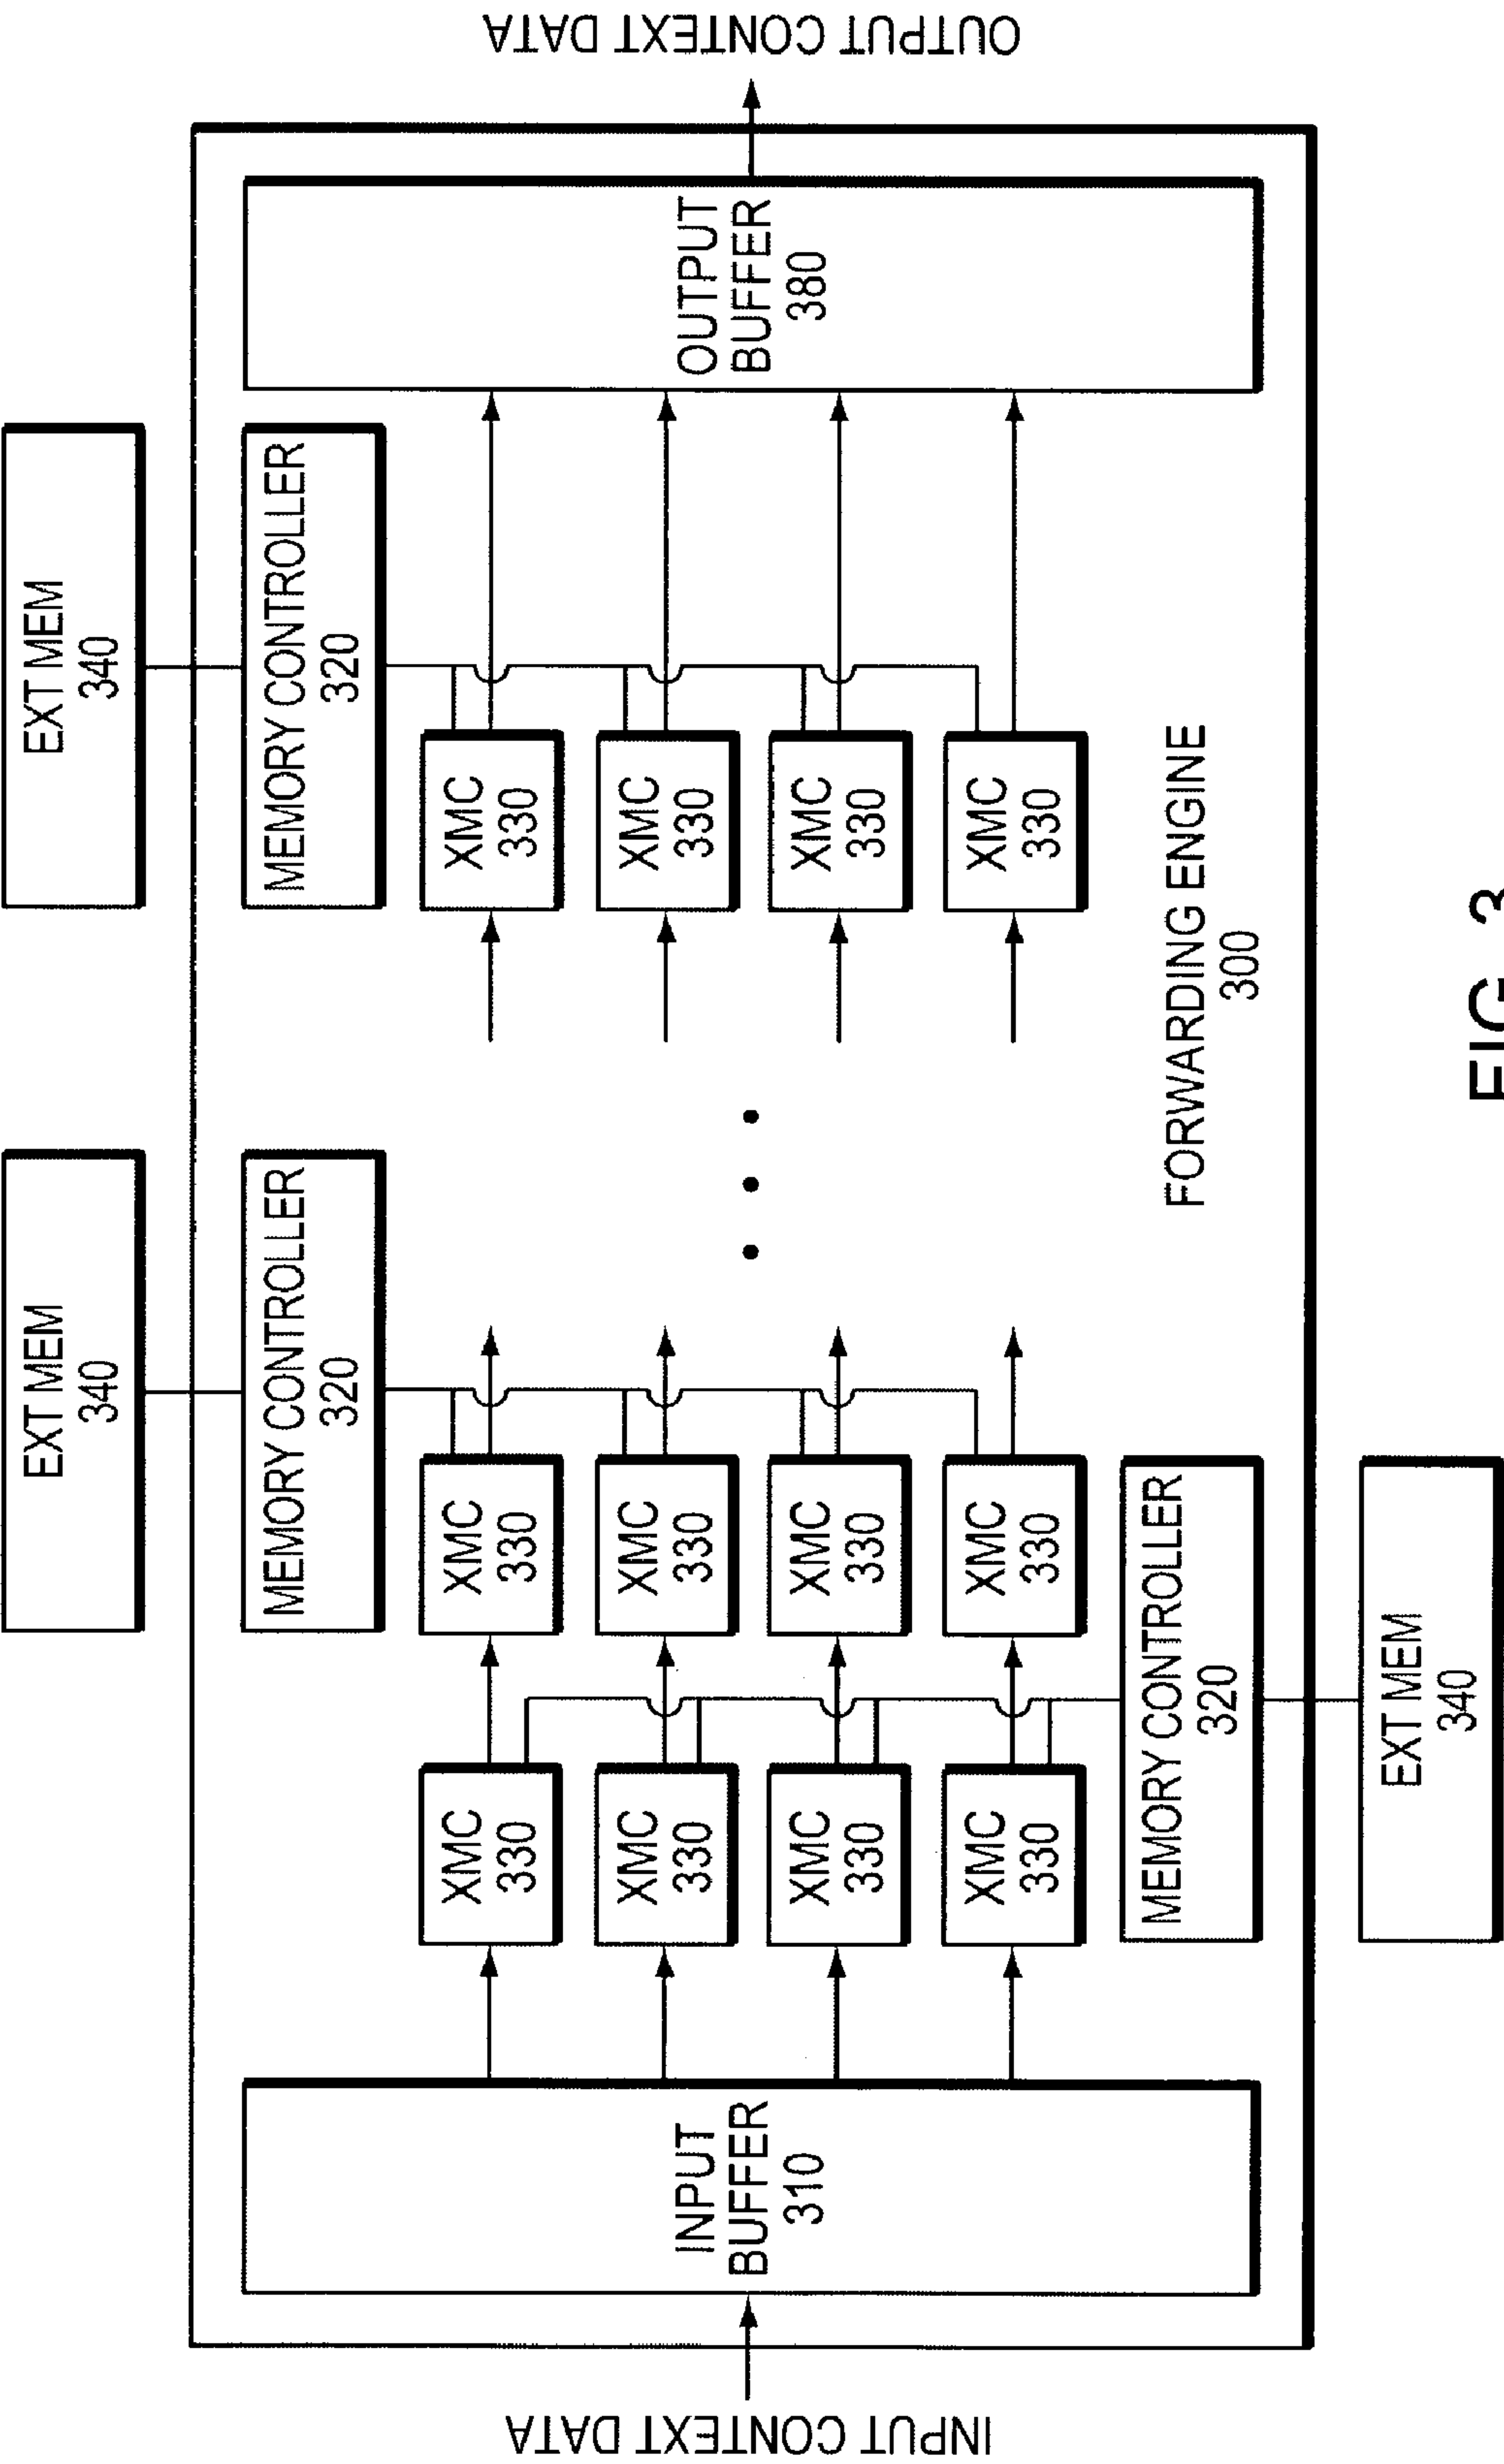 EXT MEM
340
EXT MEM
340
MEMORY CONTROLLER
320
MEMORY CONTROLLER
320
INPUT CONTEXT DATA
INPUT
BUFFER
310
XMC
330
XMC
330
XMC
330
XMC
330
XMC
330
XMC
330
XMC
330
XMC
330
XMC
330
XMC
330
XMC
330
XMC
330
OUTPUT
BUFFER
380
OUTPUT CONTEXT DATA
MEMORY CONTROLLER
320
FORWARDING ENGINE
300
EXT MEM
340
FIG. 3